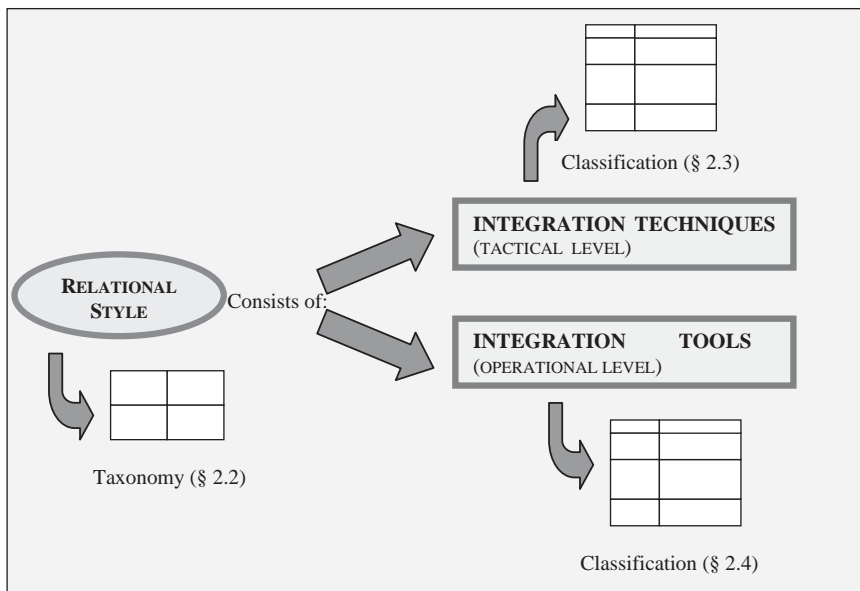 Classification (§ 2.3)
INTEGRATION TECHNIQUES
(TACTICAL LEVEL)
RELATIONAL
STYLE
Consists of:
INTEGRATION TOOLS
(OPERATIONAL LEVEL)
Taxonomy (§ 2.2)
Classification (§ 2.4)